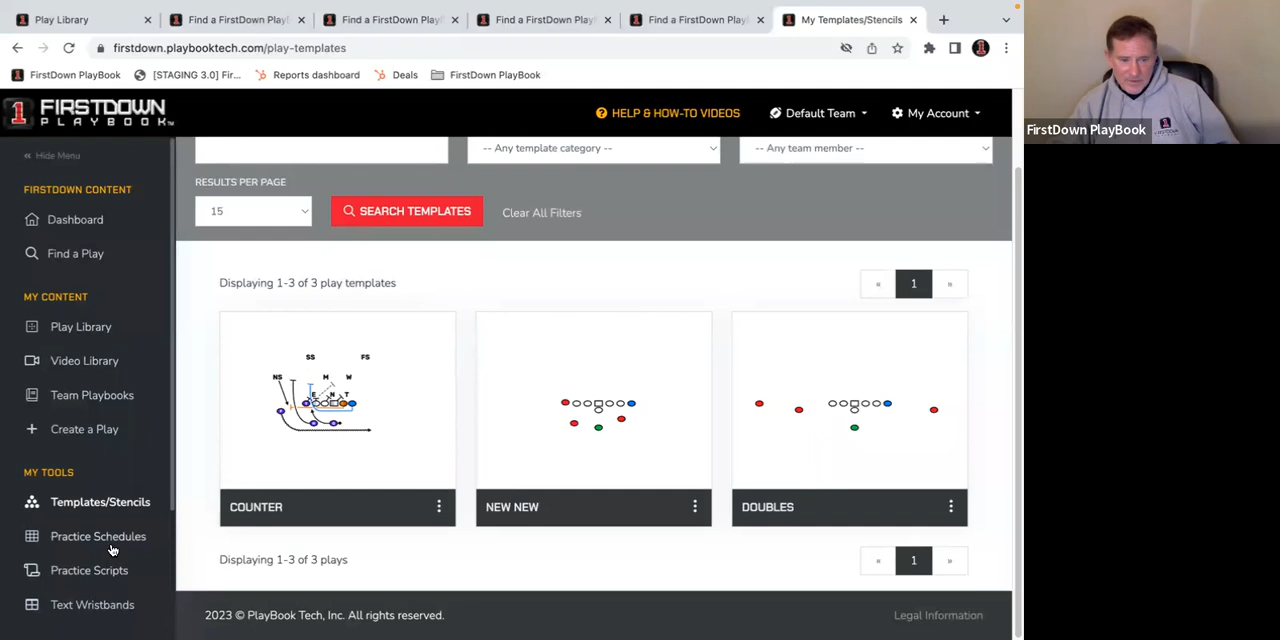 Play Library
Find a FirstDown Play
Find a FirstDown Play
Find a FirstDown Play
Find a FirstDown Play
My Templates/Stencils
firstdown.playbooktech.com/play-templates
FirstDown PlayBook
[STAGING 3.0] Fir...
Reports dashboard
Deals
FirstDown PlayBook
1 FIRSTDOWN
PLAYBOOK™
HELP & HOW-TO VIDEOS
Default Team
My Account
FirstDown PlayBook
« Hide Menu
-- Any template category --
-- Any team member --
FIRSTDOWN CONTENT
Dashboard
Find a Play
MY CONTENT
Play Library
Video Library
Team Playbooks
Create a Play
MY TOOLS
Templates/Stencils
Practice Schedules
Practice Scripts
Text Wristbands
RESULTS PER PAGE
15
SEARCH TEMPLATES
Clear All Filters
Displaying 1-3 of 3 play templates
« 1 »
SS FS
NS M W
E N T
COUNTER
NEW NEW
DOUBLES
Displaying 1-3 of 3 plays
« 1 »
2023 © PlayBook Tech, Inc. All rights reserved.
Legal Information